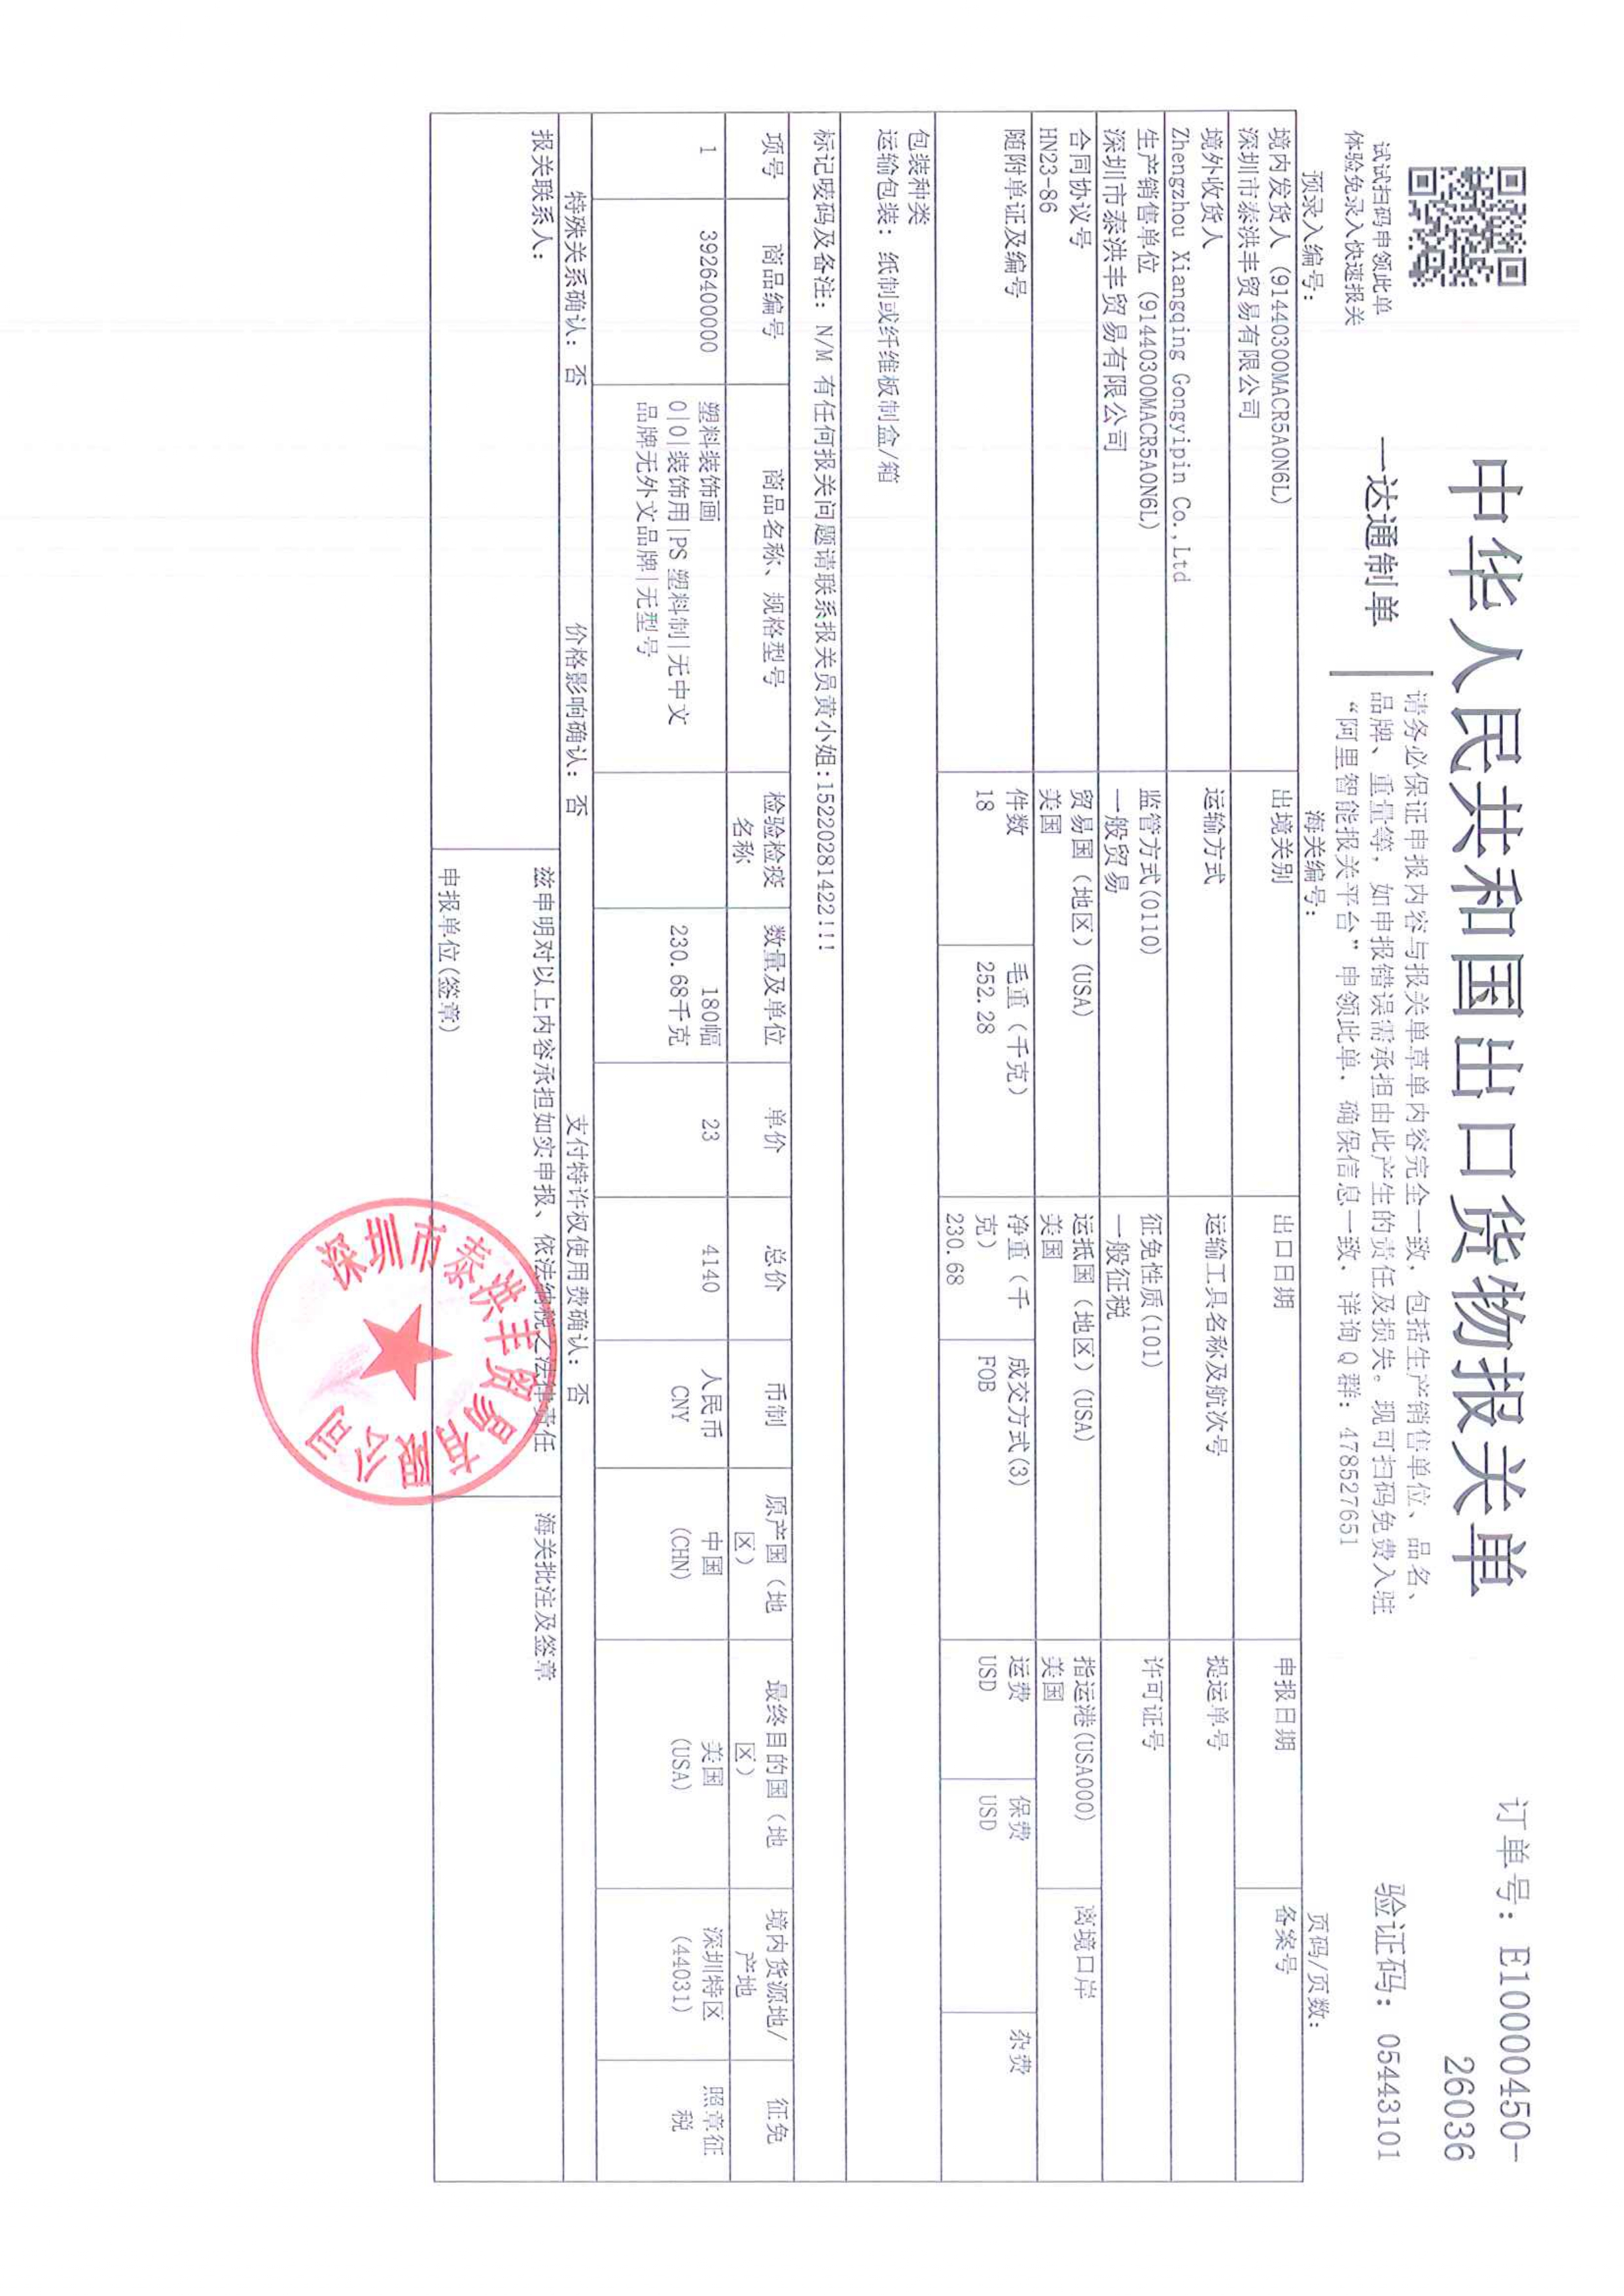 中华人民共和国出口货物报关单
订单号：E10000450-
26036
验证码：05443101
试试扫码申领此单
体验免录入快速报关
一达通制单
请务必保证申报内容与报关单草单内容完全一致，包括生产销售单位、品名、
品牌、重量等，如申报错误需承担由此产生的责任及损失。现可扫码免费入驻
“阿里智能报关平台”申领此单，确保信息一致，详询Q群：478527651
预录入编号：
海关编号：
页码/页数：
境内发货人 (91440300MACR5A0N6L)
深圳市泰洪丰贸易有限公司
出境关别
出口日期
申报日期
备案号
境外收货人
Zhengzhou Xiangqing Gongyipin Co.,Ltd
运输方式
运输工具名称及航次号
提运单号
生产销售单位 (91440300MACR5A0N6L)
深圳市泰洪丰贸易有限公司
监管方式(0110)
一般贸易
征免性质(101)
一般征税
许可证号
合同协议号
HN23-86
贸易国（地区）(USA)
美国
运抵国（地区）(USA)
美国
指运港(USA000)
美国
离境口岸
随附单证及编号
件数
18
毛重（千克）
252.28
净重（千
克）
230.68
成交方式(3)
FOB
运费
USD
保费
USD
杂费
包装种类
运输包装：纸制或纤维板制盒/箱
标记唛码及备注：N/M 有任何报关问题请联系报关员黄小姐:15220281422!!!
项号
商品编号
商品名称、规格型号
检验检疫
名称
数量及单位
单价
总价
币制
原产国（地
区）
最终目的国（地
区）
境内货源地/
产地
征免
1
3926400000
塑料装饰画
0|0|装饰用|PS 塑料制|无中文
品牌无外文品牌|无型号
180幅
230.68千克
23
4140
人民币
CNY
中国
(CHN)
美国
(USA)
深圳特区
(44031)
照章征
税
特殊关系确认：否
价格影响确认：否
支付特许权使用费确认：否
报关联系人：
兹申明对以上内容承担如实申报、依法纳税之法律责任
申报单位(签章)
海关批注及签章
深圳市泰洪丰贸易有限公司